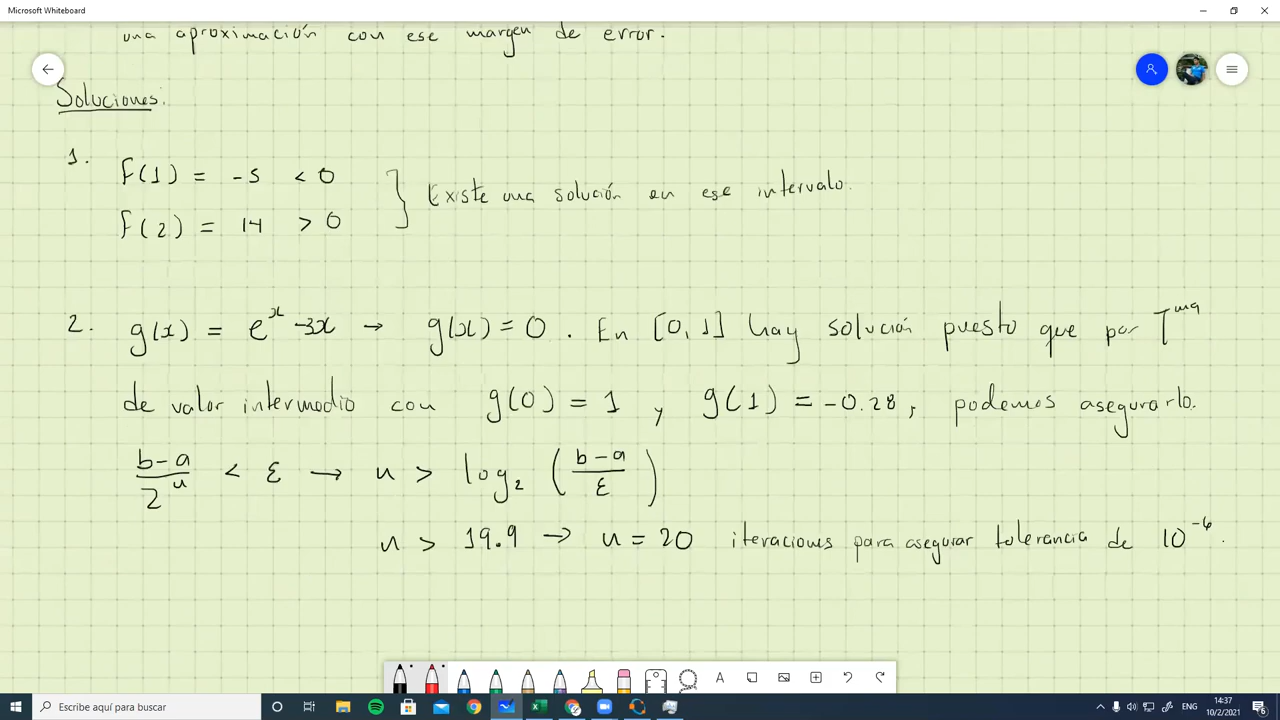 Microsoft Whiteboard
una aproximación con ese margen de error.
Soluciones:
1.
F(1) = -5 < 0
F(2) = 14 > 0
Existe una solución en ese intervalo.
2. g(x) = e^x -3x → g(x) = 0 . En [0,1] hay solución puesto que por T^ma
de valor intermedio con g(0) = 1 y g(1) = -0.28, podemos asegurarlo.
b-a / 2^n < ε → n > log₂ (b-a / ε)
n > 19.9 → n = 20 iteraciones para asegurar tolerancia de 10^-6.
Escribe aquí para buscar
ENG
14:37
10/2/2021
6